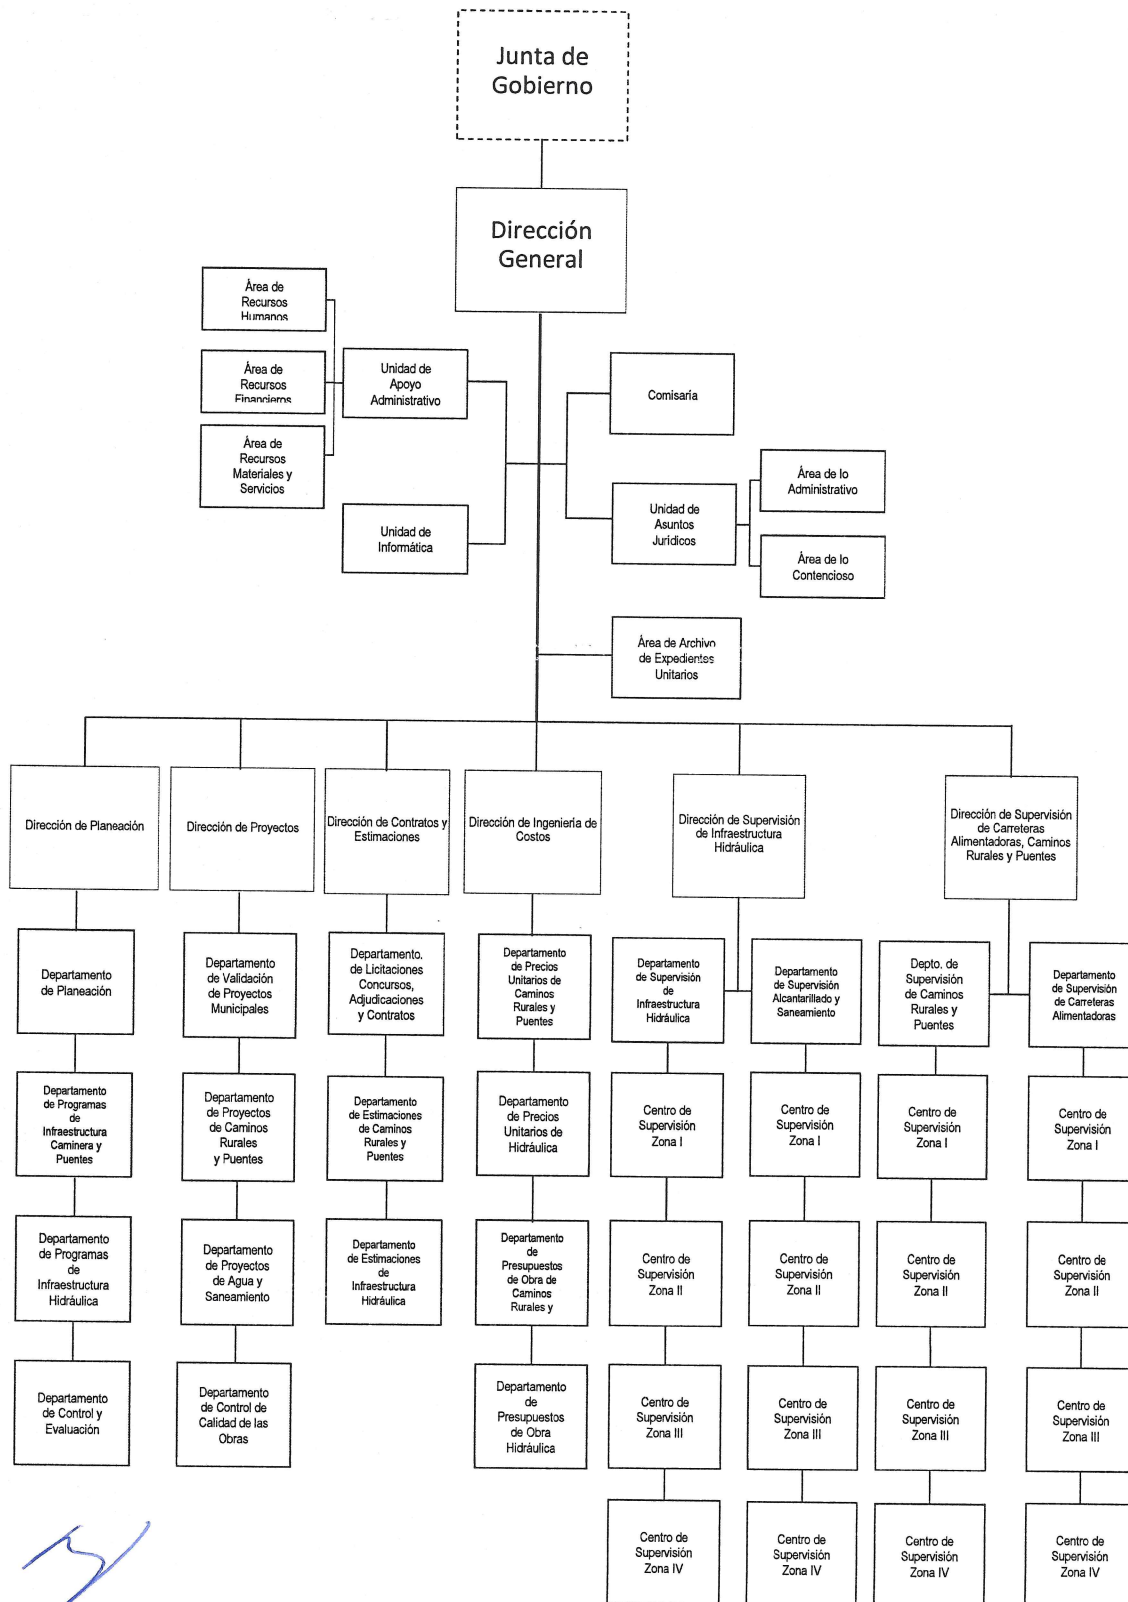 Junta de
Gobierno
Dirección
General
Área de
Recursos
Humanos
Área de
Recursos
Financieros
Área de
Recursos
Materiales y
Servicios
Unidad de
Apoyo
Administrativo
Unidad de
Informática
Comisaría
Unidad de
Asuntos
Jurídicos
Área de lo
Administrativo
Área de lo
Contencioso
Área de Archivo
de Expedientes
Unitarios
Dirección de Planeación
Dirección de Proyectos
Dirección de Contratos y
Estimaciones
Dirección de Ingeniería de
Costos
Dirección de Supervisión
de Infraestructura
Hidráulica
Dirección de Supervisión
de Carreteras
Alimentadoras, Caminos
Rurales y Puentes
Departamento
de Planeación
Departamento
de Validación
de Proyectos
Municipales
Departamento.
de Licitaciones
Concursos,
Adjudicaciones
y Contratos
Departamento
de Precios
Unitarios de
Caminos
Rurales y
Puentes
Departamento
de Supervisión
de
Infraestructura
Hidráulica
Departamento
de Supervisión
Alcantarillado y
Saneamiento
Depto. de
Supervisión
de Caminos
Rurales y
Puentes
Departamento
de Supervisión
de Carreteras
Alimentadoras
Departamento
de Programas
de
Infraestructura
Caminera y
Puentes
Departamento
de Proyectos
de Caminos
Rurales
y Puentes
Departamento
de Estimaciones
de Caminos
Rurales y
Puentes
Departamento
de Precios
Unitarios de
Hidráulica
Centro de
Supervisión
Zona I
Centro de
Supervisión
Zona I
Centro de
Supervisión
Zona I
Centro de
Supervisión
Zona I
Departamento
de Programas
de
Infraestructura
Hidráulica
Departamento
de Proyectos
de Agua y
Saneamiento
Departamento
de Estimaciones
de
Infraestructura
Hidráulica
Departamento
de
Presupuestos
de Obra de
Caminos
Rurales y
Centro de
Supervisión
Zona II
Centro de
Supervisión
Zona II
Centro de
Supervisión
Zona II
Centro de
Supervisión
Zona II
Departamento
de Control y
Evaluación
Departamento
de Control de
Calidad de las
Obras
Departamento
de
Presupuestos
de Obra
Hidráulica
Centro de
Supervisión
Zona III
Centro de
Supervisión
Zona III
Centro de
Supervisión
Zona III
Centro de
Supervisión
Zona III
Centro de
Supervisión
Zona IV
Centro de
Supervisión
Zona IV
Centro de
Supervisión
Zona IV
Centro de
Supervisión
Zona IV